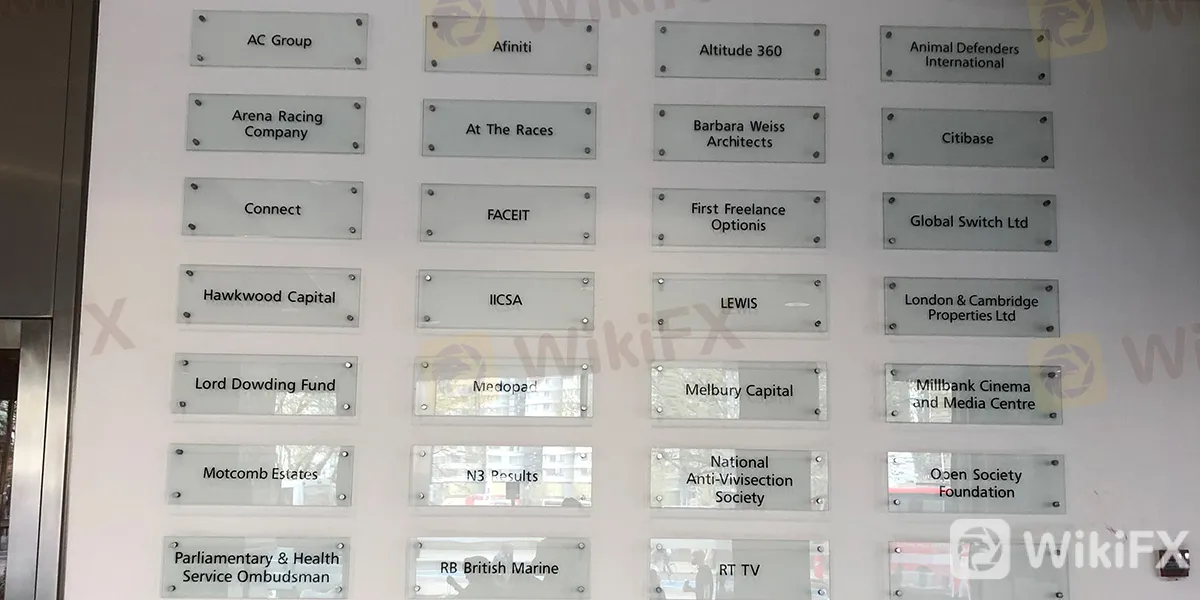 AC Group
Afiniti
Altitude 360
Animal Defenders
International
Arena Racing
Company
At The Races
Barbara Weiss
Architects
Citibase
Connect
FACEIT
First Freelance
Optionis
Global Switch Ltd
Hawkwood Capital
IICSA
LEWIS
London & Cambridge
Properties Ltd
Lord Dowding Fund
Medopad
Melbury Capital
Millbank Cinema
and Media Centre
Motcomb Estates
N3 Results
National
Anti-Vivisection
Society
Open Society
Foundation
Parliamentary & Health
Service Ombudsman
RB British Marine
RT TV
WikiFX